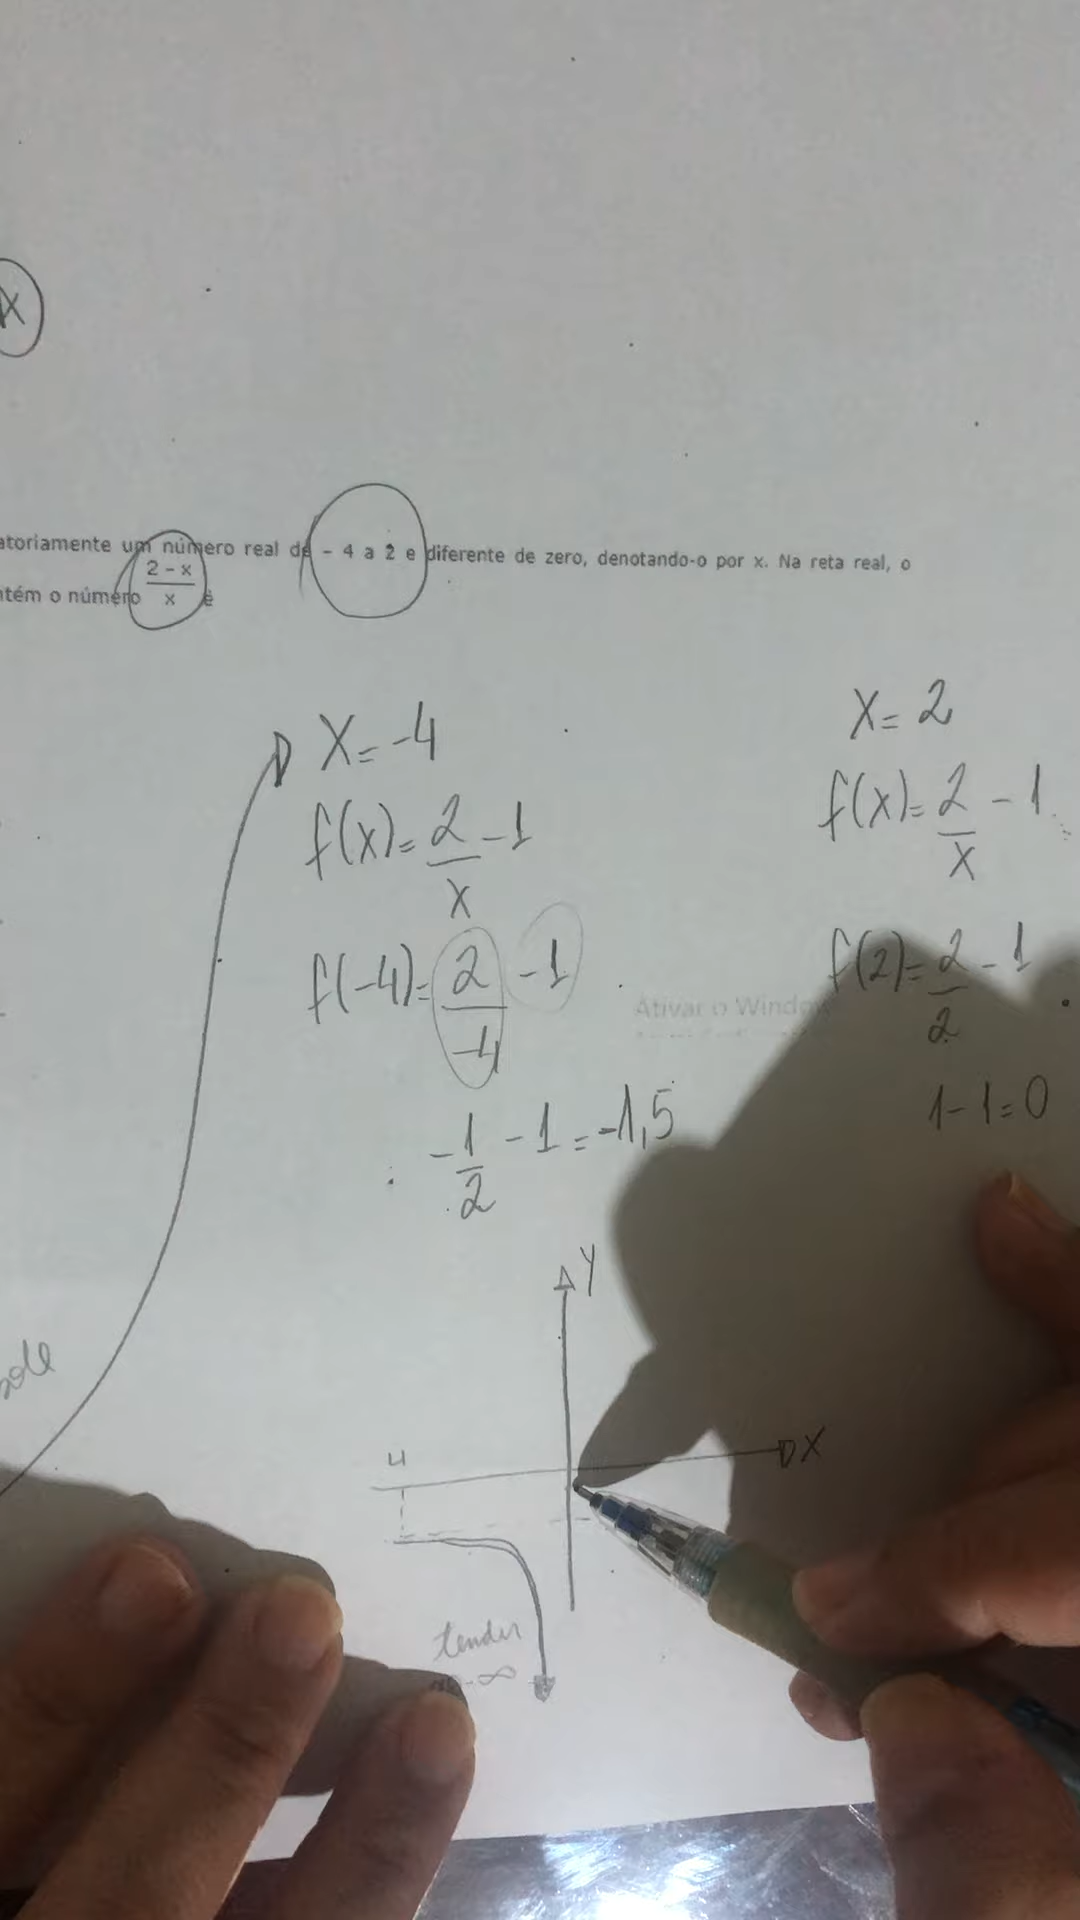 X
atoriamente um número real de - 4 a 2 e diferente de zero, denotando-o por x. Na reta real, o
ntém o número (2 - x)/x é
X = -4
f(x) = 2/x - 1
f(-4) = 2/-4 - 1
-1/2 - 1 = -1,5
X = 2
f(x) = 2/x - 1
f(2) = 2/2 - 1
1 - 1 = 0
Ativar o Window
Y
4
X
tender
-∞